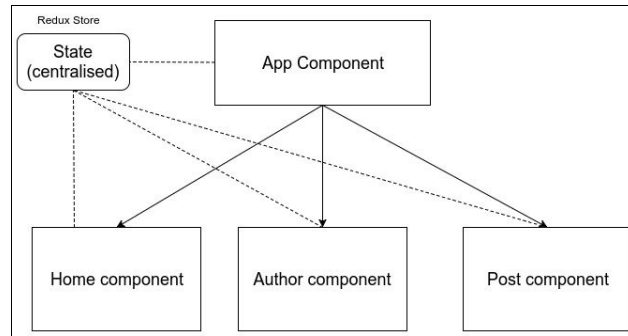 Redux Store
State
(centralised)
App Component
Home component
Author component
Post component